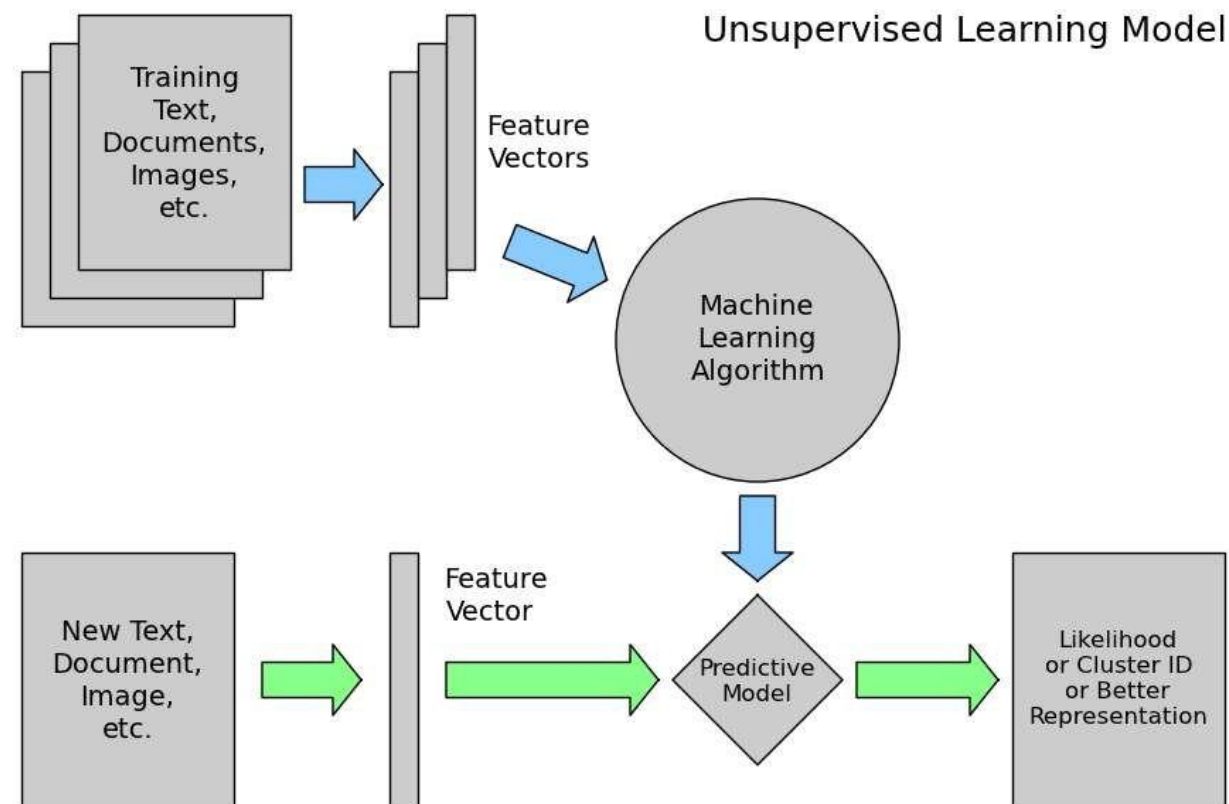 Unsupervised Learning Model
Training
Text,
Documents,
Images,
etc.
Feature
Vectors
Machine
Learning
Algorithm
New Text,
Document,
Image,
etc.
Feature
Vector
Predictive
Model
Likelihood
or Cluster ID
or Better
Representation